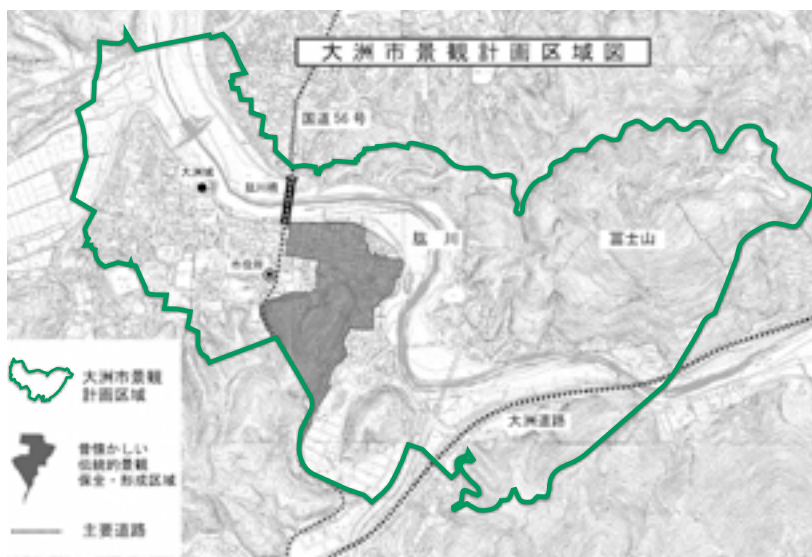 大洲市景観計画区域図
国道56号
大洲城
肱川橋
肱川
冨士山
市役所
大洲道路
大洲市景観
計画区域
昔懐かしい
伝統的景観
保全・形成区域
主要道路